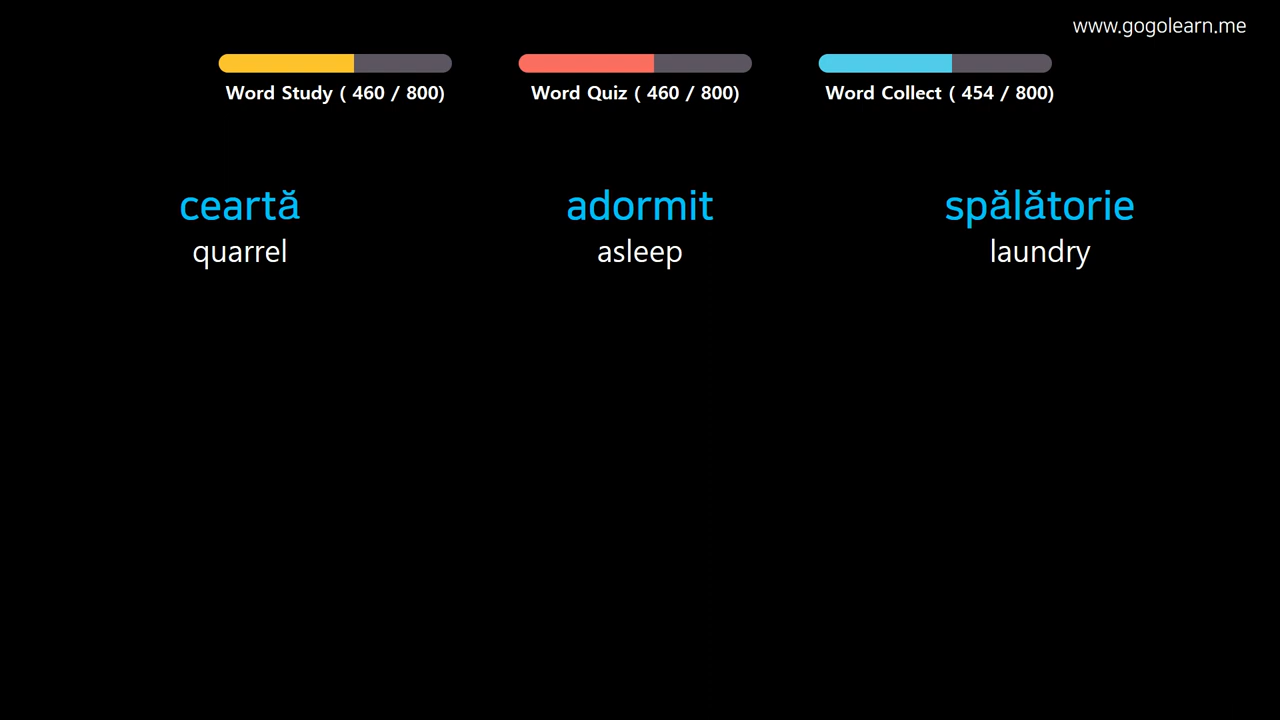 www.gogolearn.me
Word Study ( 460 / 800)
Word Quiz ( 460 / 800)
Word Collect ( 454 / 800)
ceartă
quarrel
adormit
asleep
spălătorie
laundry